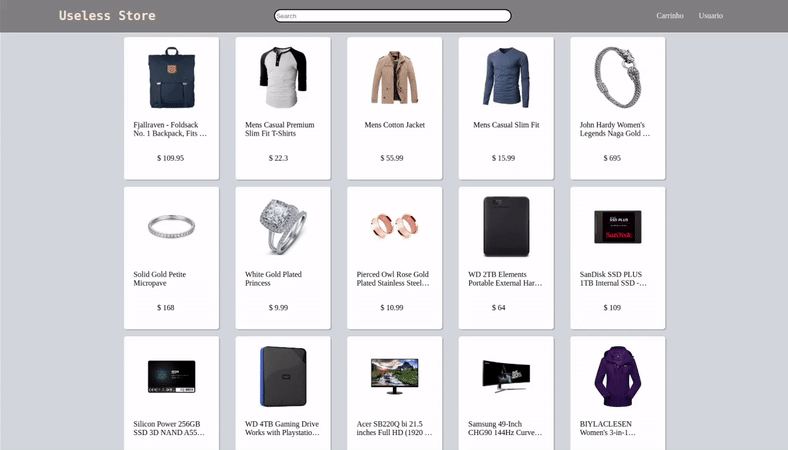 Useless Store
Search
Carrinho Usuario
Fjallraven - Foldsack
No. 1 Backpack, Fits ...
$ 109.95
Mens Casual Premium
Slim Fit T-Shirts
$ 22.3
Mens Cotton Jacket
$ 55.99
Mens Casual Slim Fit
$ 15.99
John Hardy Women's
Legends Naga Gold ...
$ 695
Solid Gold Petite
Micropave
$ 168
White Gold Plated
Princess
$ 9.99
Pierced Owl Rose Gold
Plated Stainless Steel...
$ 10.99
WD 2TB Elements
Portable External Har...
$ 64
SanDisk SSD PLUS
1TB Internal SSD -...
$ 109
SSD PLUS
SanDisk
Silicon Power 256GB
SSD 3D NAND A55...
WD 4TB Gaming Drive
Works with Playstatio...
Acer SB220Q bi 21.5
inches Full HD (1920 ...
Samsung 49-Inch
CHG90 144Hz Curve...
BIYLACLESEN
Women's 3-in-1...